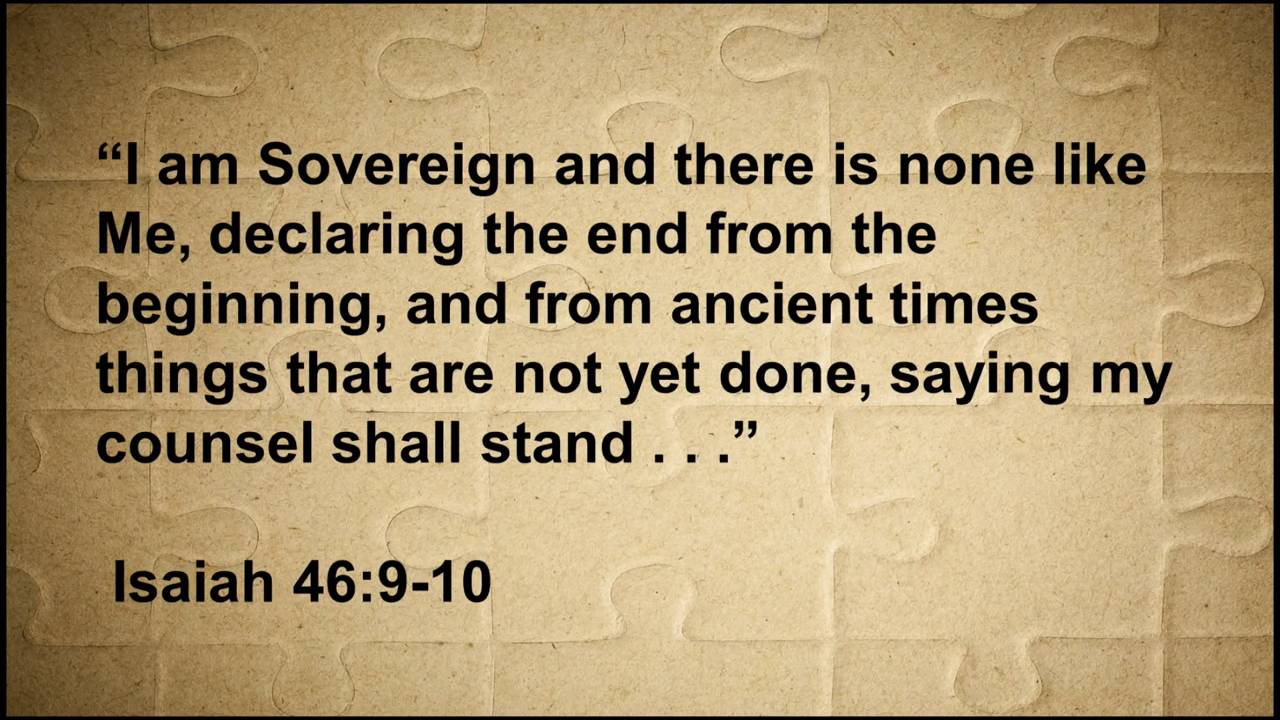 “I am Sovereign and there is none like
Me, declaring the end from the
beginning, and from ancient times
things that are not yet done, saying my
counsel shall stand . . .”
Isaiah 46:9-10